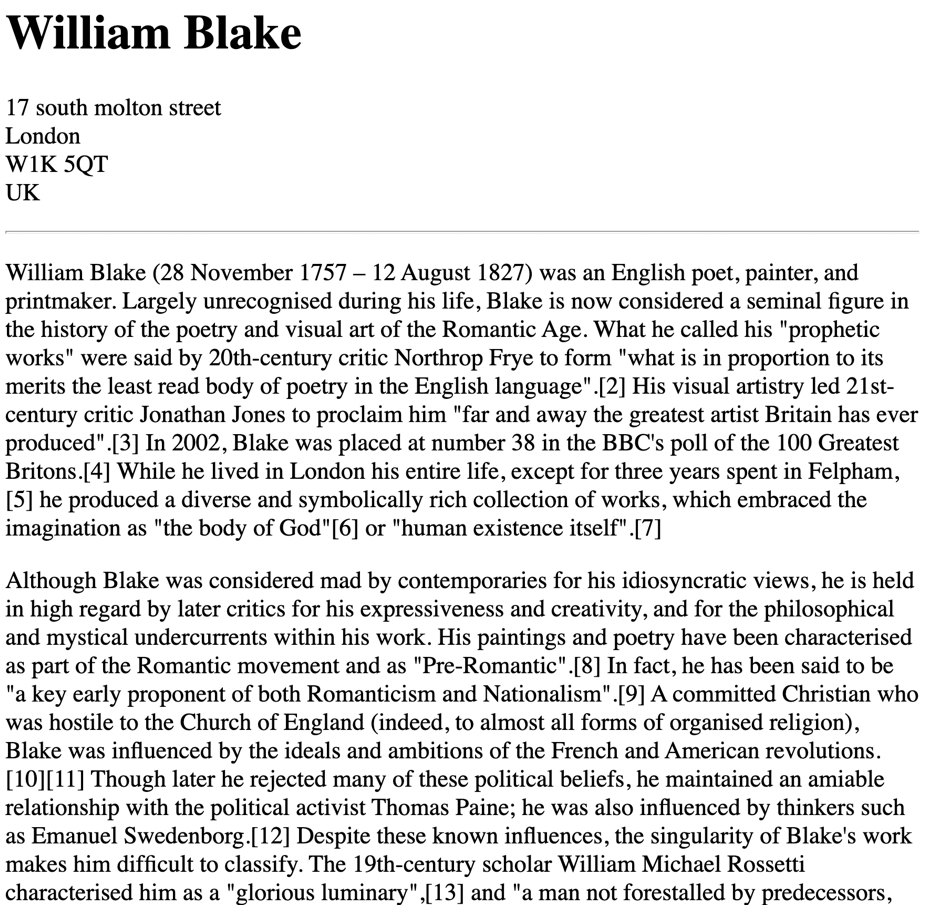 William Blake
17 south molton street
London
W1K 5QT
UK
William Blake (28 November 1757 – 12 August 1827) was an English poet, painter, and
printmaker. Largely unrecognised during his life, Blake is now considered a seminal figure in
the history of the poetry and visual art of the Romantic Age. What he called his "prophetic
works" were said by 20th-century critic Northrop Frye to form "what is in proportion to its
merits the least read body of poetry in the English language".[2] His visual artistry led 21st-
century critic Jonathan Jones to proclaim him "far and away the greatest artist Britain has ever
produced".[3] In 2002, Blake was placed at number 38 in the BBC's poll of the 100 Greatest
Britons.[4] While he lived in London his entire life, except for three years spent in Felpham,
[5] he produced a diverse and symbolically rich collection of works, which embraced the
imagination as "the body of God"[6] or "human existence itself".[7]
Although Blake was considered mad by contemporaries for his idiosyncratic views, he is held
in high regard by later critics for his expressiveness and creativity, and for the philosophical
and mystical undercurrents within his work. His paintings and poetry have been characterised
as part of the Romantic movement and as "Pre-Romantic".[8] In fact, he has been said to be
"a key early proponent of both Romanticism and Nationalism".[9] A committed Christian who
was hostile to the Church of England (indeed, to almost all forms of organised religion),
Blake was influenced by the ideals and ambitions of the French and American revolutions.
[10][11] Though later he rejected many of these political beliefs, he maintained an amiable
relationship with the political activist Thomas Paine; he was also influenced by thinkers such
as Emanuel Swedenborg.[12] Despite these known influences, the singularity of Blake's work
makes him difficult to classify. The 19th-century scholar William Michael Rossetti
characterised him as a "glorious luminary",[13] and "a man not forestalled by predecessors,